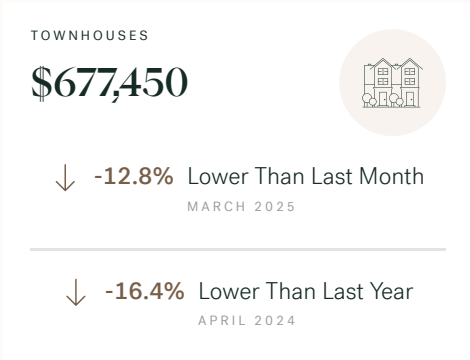 TOWNHOUSES
$677,450
-12.8% Lower Than Last Month
MARCH 2025
-16.4% Lower Than Last Year
APRIL 2024